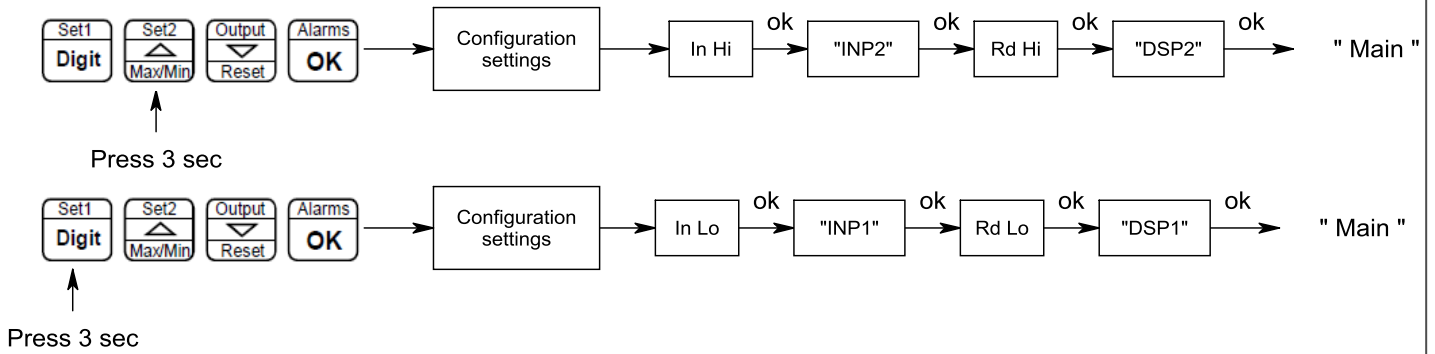 Set1 Set2 Output Alarms
Digit Max/Min Reset OK
Configuration
settings
In Hi ok "INP2" ok Rd Hi ok "DSP2" ok " Main "
Press 3 sec
Set1 Set2 Output Alarms
Digit Max/Min Reset OK
Configuration
settings
In Lo ok "INP1" ok Rd Lo ok "DSP1" ok " Main "
Press 3 sec